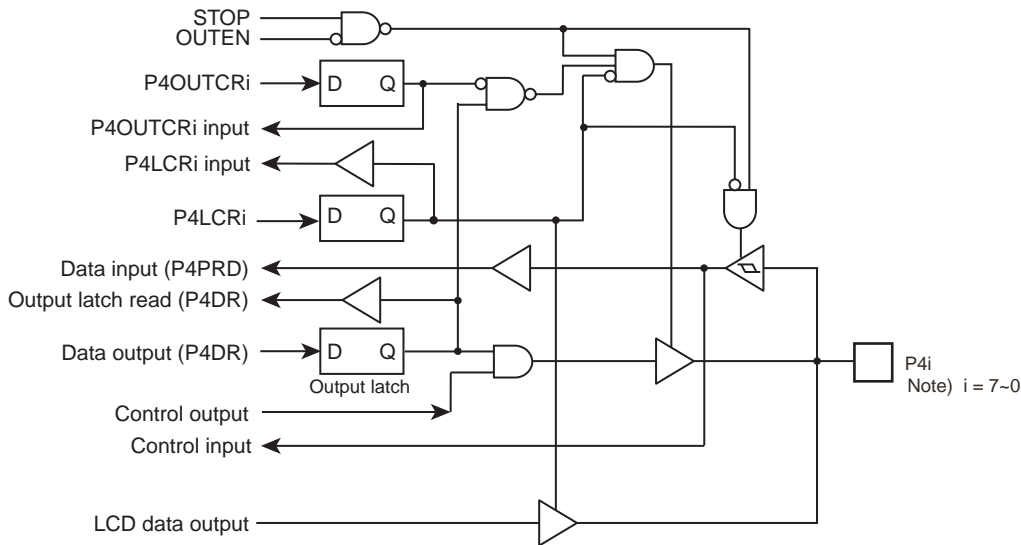 STOP
OUTEN
P4OUTCRi
D Q
P4OUTCRi input
P4LCRi input
P4LCRi
D Q
Data input (P4PRD)
Output latch read (P4DR)
Data output (P4DR)
D Q
Output latch
P4i
Note) i = 7~0
Control output
Control input
LCD data output